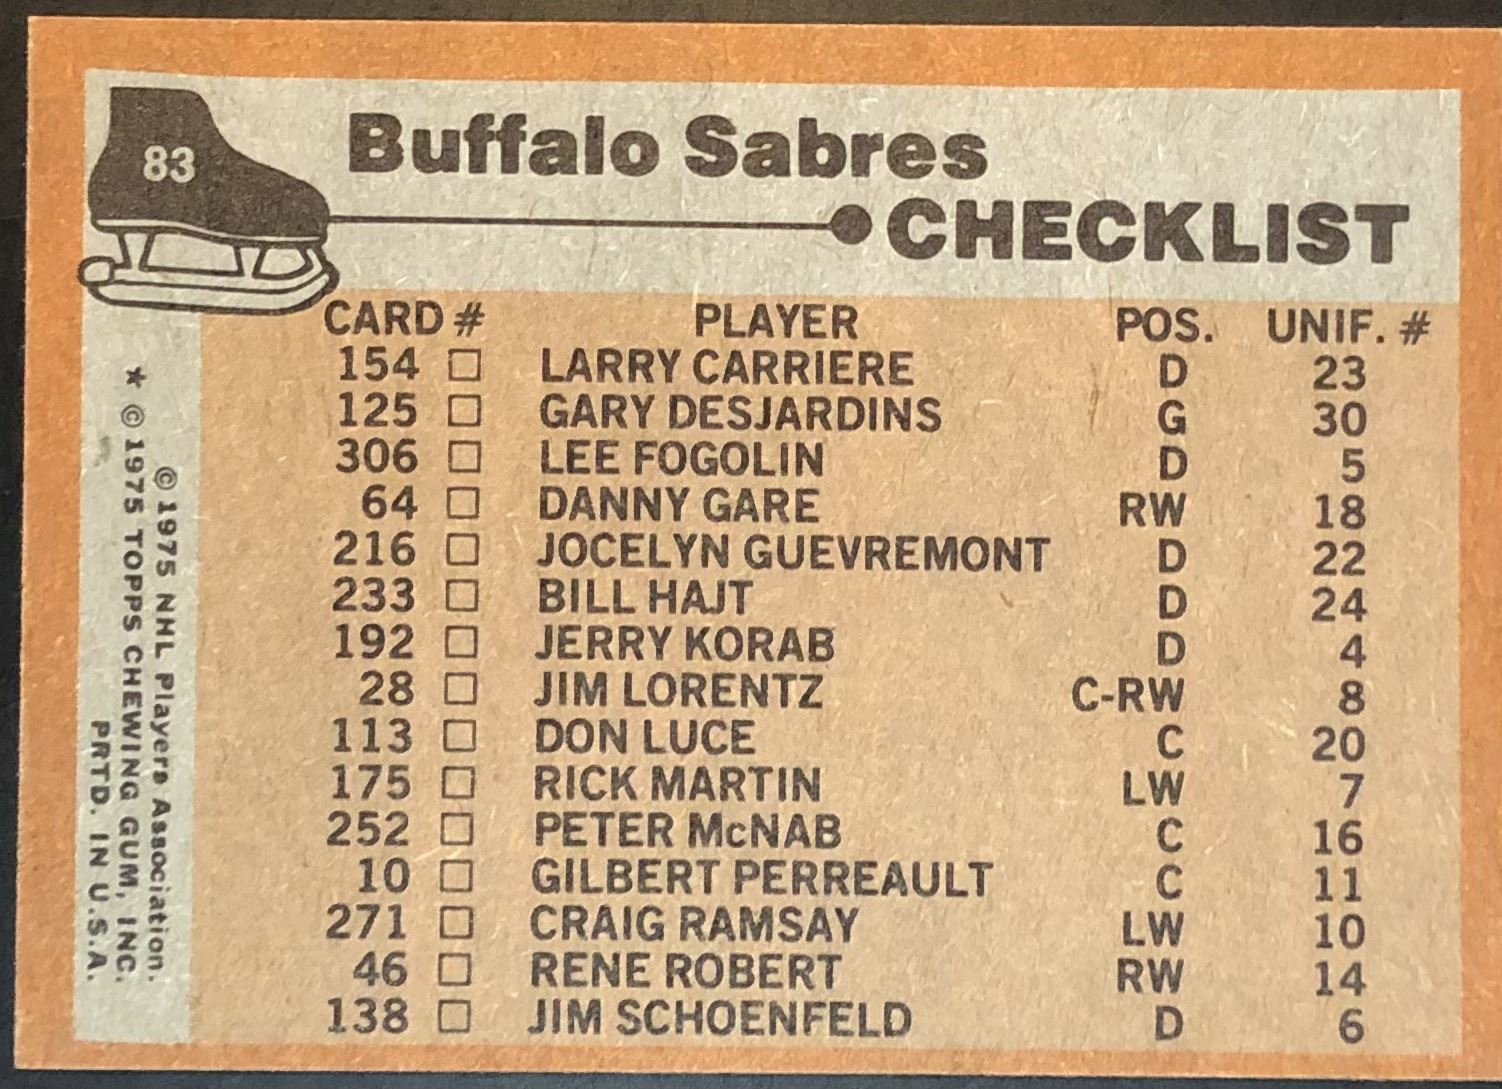 83
Buffalo Sabres
CHECKLIST
CARD # PLAYER POS. UNIF. #
154 □ LARRY CARRIERE D 23
125 □ GARY DESJARDINS G 30
306 □ LEE FOGOLIN D 5
64 □ DANNY GARE RW 18
216 □ JOCELYN GUEVREMONT D 22
233 □ BILL HAJT D 24
192 □ JERRY KORAB D 4
28 □ JIM LORENTZ C-RW 8
113 □ DON LUCE C 20
175 □ RICK MARTIN LW 7
252 □ PETER McNAB C 16
10 □ GILBERT PERREAULT C 11
271 □ CRAIG RAMSAY LW 10
46 □ RENE ROBERT RW 14
138 □ JIM SCHOENFELD D 6
© 1975 NHL Players Association.
* © 1975 TOPPS CHEWING GUM, INC.
PRTD. IN U.S.A.